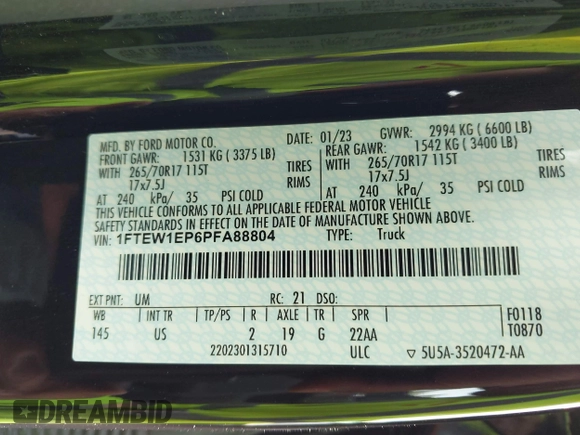 MFD. BY FORD MOTOR CO.
DATE: 01/23 GVWR: 2994 KG ( 6600 LB)
FRONT GAWR: 1531 KG ( 3375 LB)
REAR GAWR: 1542 KG ( 3400 LB)
WITH 265/70R17 115T TIRES
WITH 265/70R17 115T TIRES
17x7.5J RIMS
17x7.5J RIMS
AT 240 kPa/ 35 PSI COLD
AT 240 kPa/ 35 PSI COLD
THIS VEHICLE CONFORMS TO ALL APPLICABLE FEDERAL MOTOR VEHICLE
SAFETY STANDARDS IN EFFECT ON THE DATE OF MANUFACTURE SHOWN ABOVE.
VIN: 1FTEW1EP6PFA88804 TYPE: Truck
EXT PNT: UM RC: 21 DSO:
WB INT TR TP/PS R AXLE TR SPR F0118
145 US 2 19 G 22AA T0870
2202301315710 ULC ▽ 5U5A-3520472-AA
DREAMBID